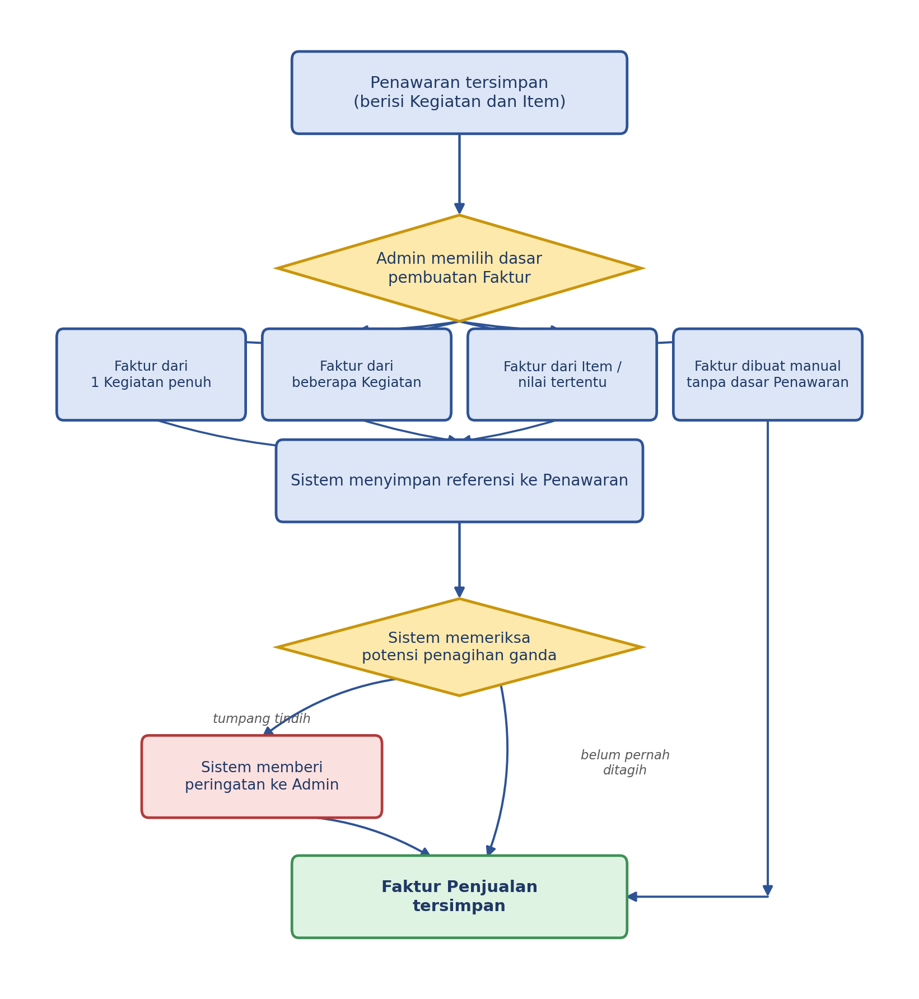 Penawaran tersimpan
(berisi Kegiatan dan Item)
Admin memilih dasar
pembuatan Faktur
Faktur dari
1 Kegiatan penuh
Faktur dari
beberapa Kegiatan
Faktur dari Item /
nilai tertentu
Faktur dibuat manual
tanpa dasar Penawaran
Sistem menyimpan referensi ke Penawaran
Sistem memeriksa
potensi penagihan ganda
tumpang tindih
belum pernah
ditagih
Sistem memberi
peringatan ke Admin
Faktur Penjualan
tersimpan